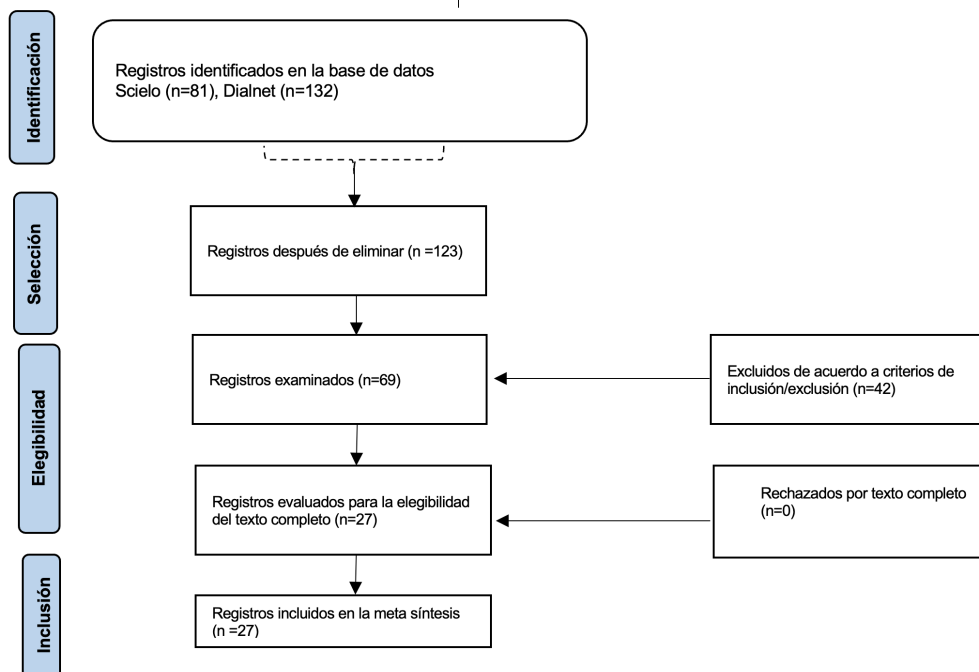 Identificación
Registros identificados en la base de datos
Scielo (n=81), Dialnet (n=132)
Selección
Registros después de eliminar (n =123)
Elegibilidad
Registros examinados (n=69)
Excluidos de acuerdo a criterios de
inclusión/exclusión (n=42)
Registros evaluados para la elegibilidad
del texto completo (n=27)
Rechazados por texto completo
(n=0)
Inclusión
Registros incluidos en la meta síntesis
(n =27)